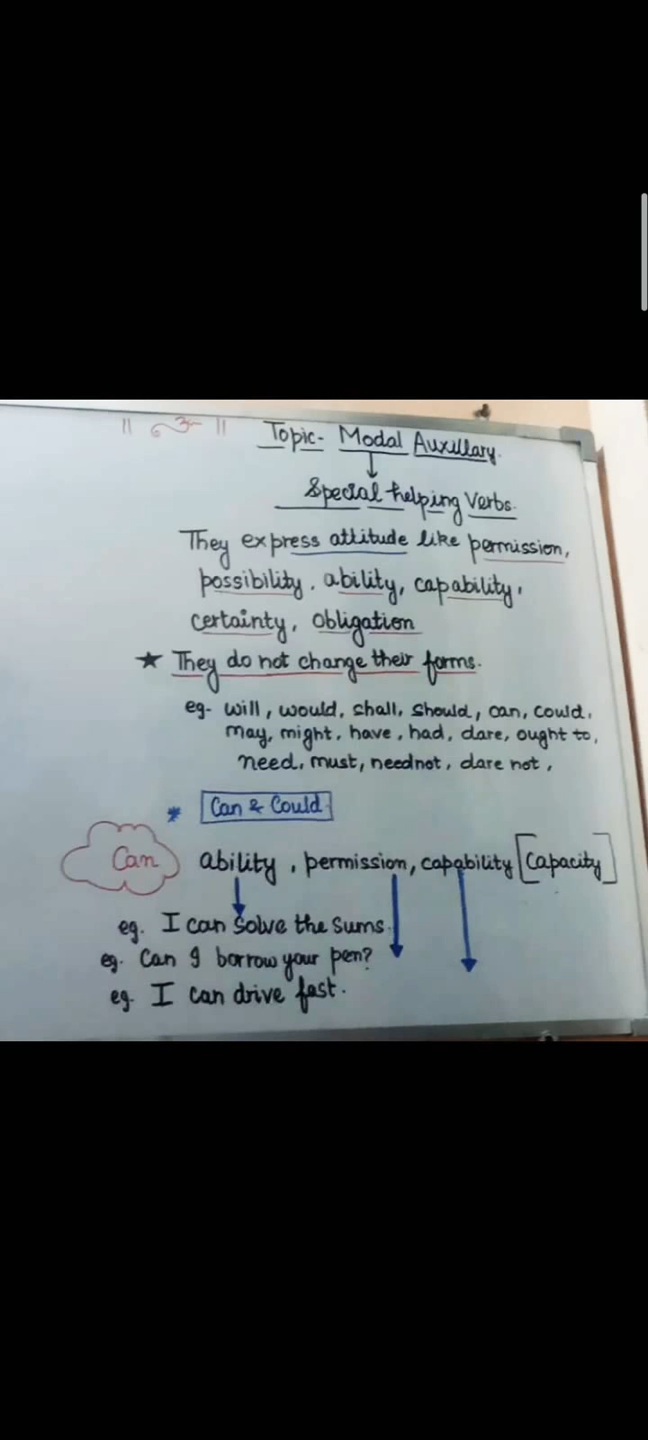 Topic- Modal Auxillary.
Special helping Verbs.
They express attitude like permission,
possibility, ability, capability,
certainty, obligation
★ They do not change their forms.
eg- will, would, shall, should, can, could,
may, might, have, had, dare, ought to,
need, must, neednot, dare not,
* Can & Could
Can ability, permission, capability [Capacity]
eg. I can solve the sums.
eg. Can I borrow your pen?
eg. I can drive fast.